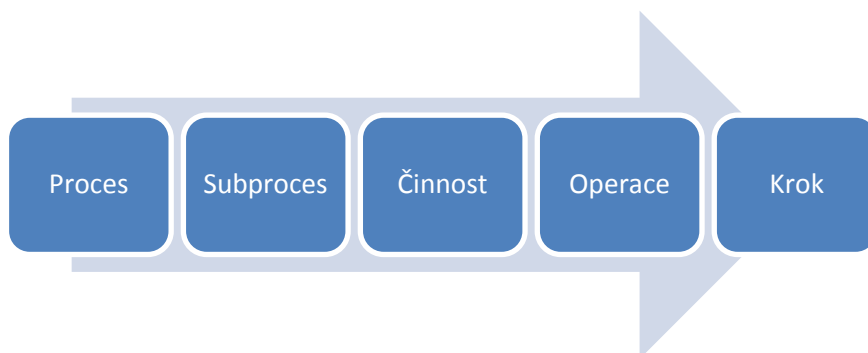 Proces
Subproces
Činnost
Operace
Krok